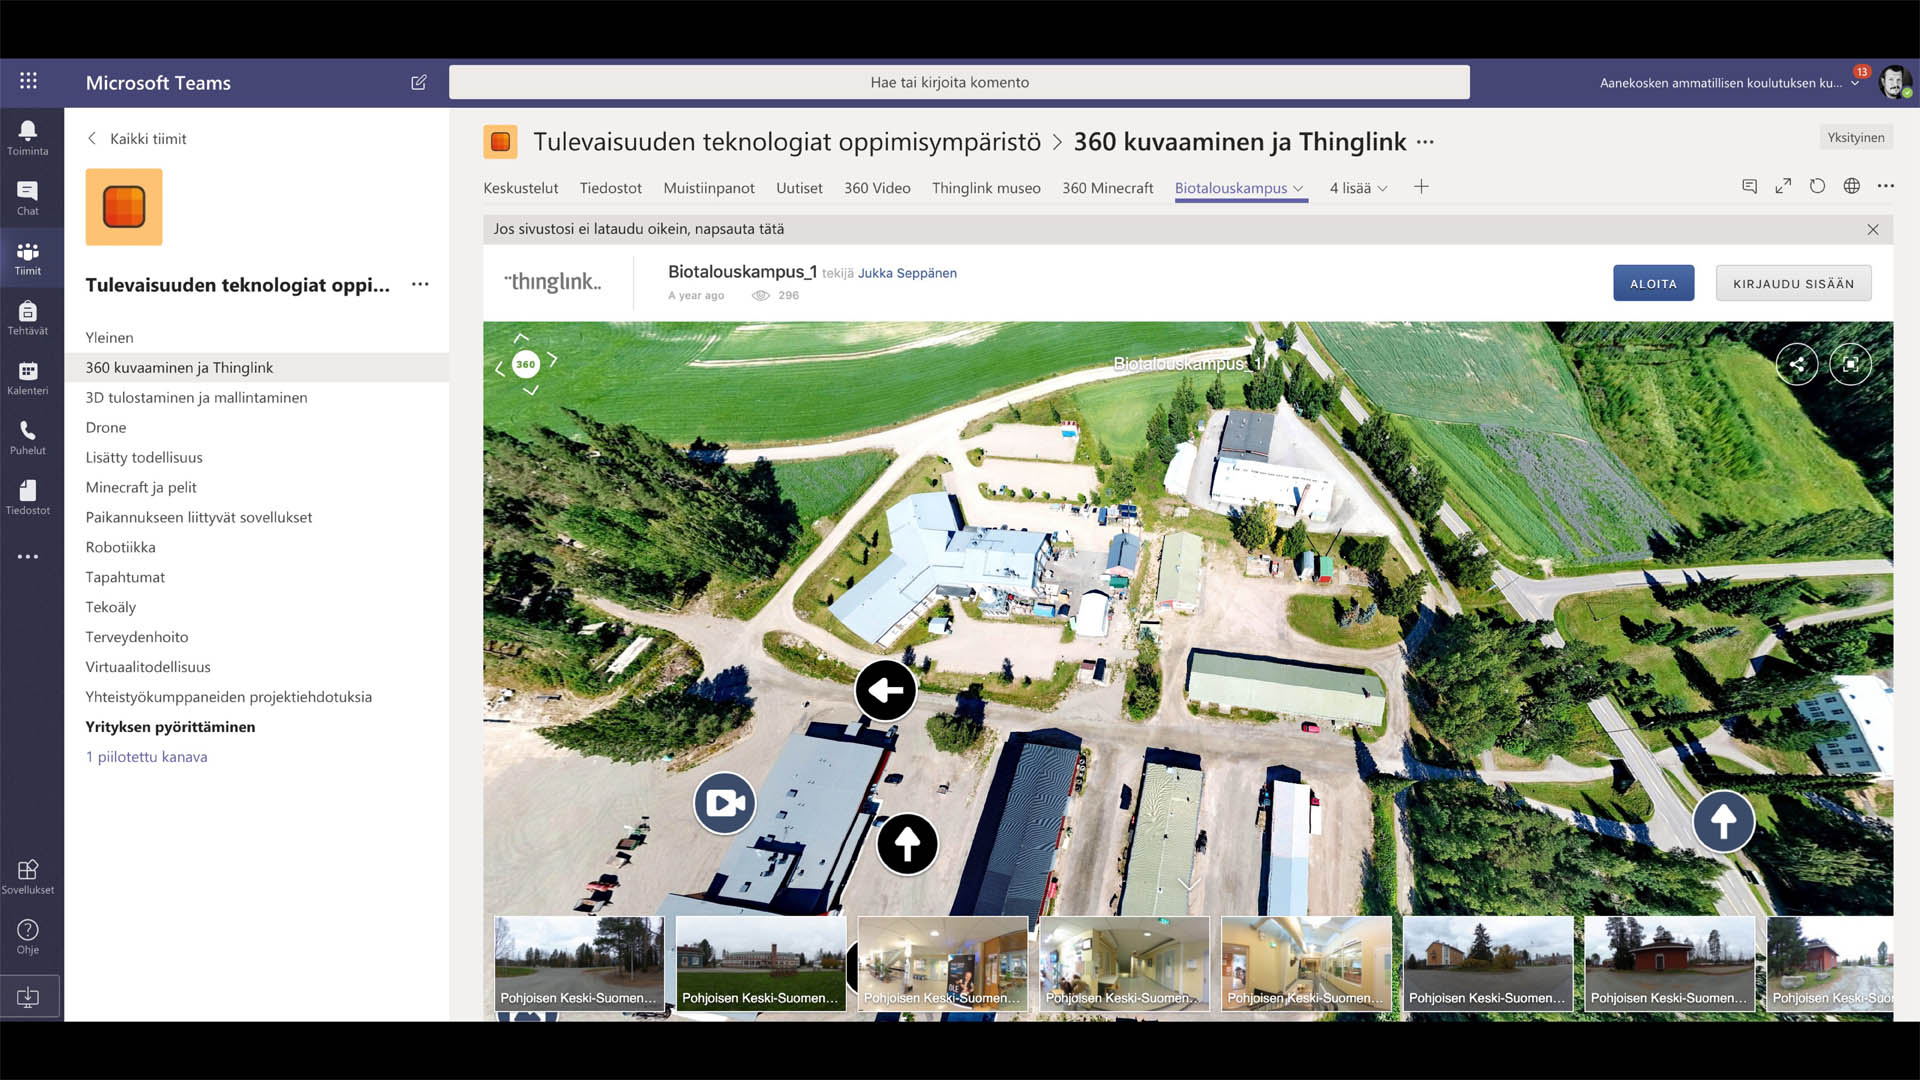 Microsoft Teams
Hae tai kirjoita komento
Aanekosken ammatillisen koulutuksen ku...
13
Toiminta
Chat
Tiimit
Tehtävät
Kalenteri
Puhelut
Tiedostot
Sovellukset
Ohje
Kaikki tiimit
Tulevaisuuden teknologiat oppi...
Yleinen
360 kuvaaminen ja Thinglink
3D tulostaminen ja mallintaminen
Drone
Lisätty todellisuus
Minecraft ja pelit
Paikannukseen liittyvät sovellukset
Robotiikka
Tapahtumat
Tekoäly
Terveydenhoito
Virtuaalitodellisuus
Yhteistyökumppaneiden projektiehdotuksia
Yrityksen pyörittäminen
1 piilotettu kanava
Tulevaisuuden teknologiat oppimisympäristö > 360 kuvaaminen ja Thinglink ...
Yksityinen
Keskustelut Tiedostot Muistiinpanot Uutiset 360 Video Thinglink museo 360 Minecraft Biotalouskampus 4 lisää
Jos sivustosi ei lataudu oikein, napsauta tätä
¨thinglink..
Biotalouskampus_1 tekijä Jukka Seppänen
A year ago 296
ALOITA
KIRJAUDU SISÄÄN
360
Biotalouskampus_1
Pohjoisen Keski-Suomen...
Pohjoisen Keski-Suomen...
Pohjoisen Keski-Suomen...
Pohjoisen Keski-Suomen...
Pohjoisen Keski-Suomen...
Pohjoisen Keski-Suomen...
Pohjoisen Keski-Suomen...
Pohjoisen Keski-Suo